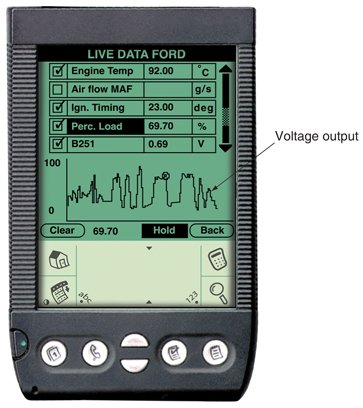 LIVE DATA FORD
Engine Temp 92.00 °C
Air flow MAF g/s
Ign. Timing 23.00 deg
Perc. Load 69.70 %
B251 0.69 V
Voltage output
100
0
Clear 69.70 Hold Back
abc 123